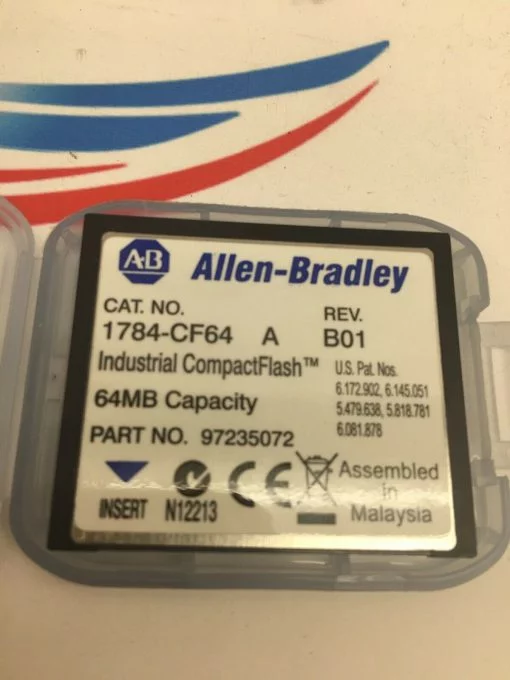 A-B Allen-Bradley
CAT. NO. REV.
1784-CF64 A B01
Industrial CompactFlash™ U.S. Pat. Nos.
6.172.902, 6.145.051
64MB Capacity 5.479.638, 5.818.781
6.081.878
PART NO. 97235072
CE Assembled
in
INSERT N12213 Malaysia